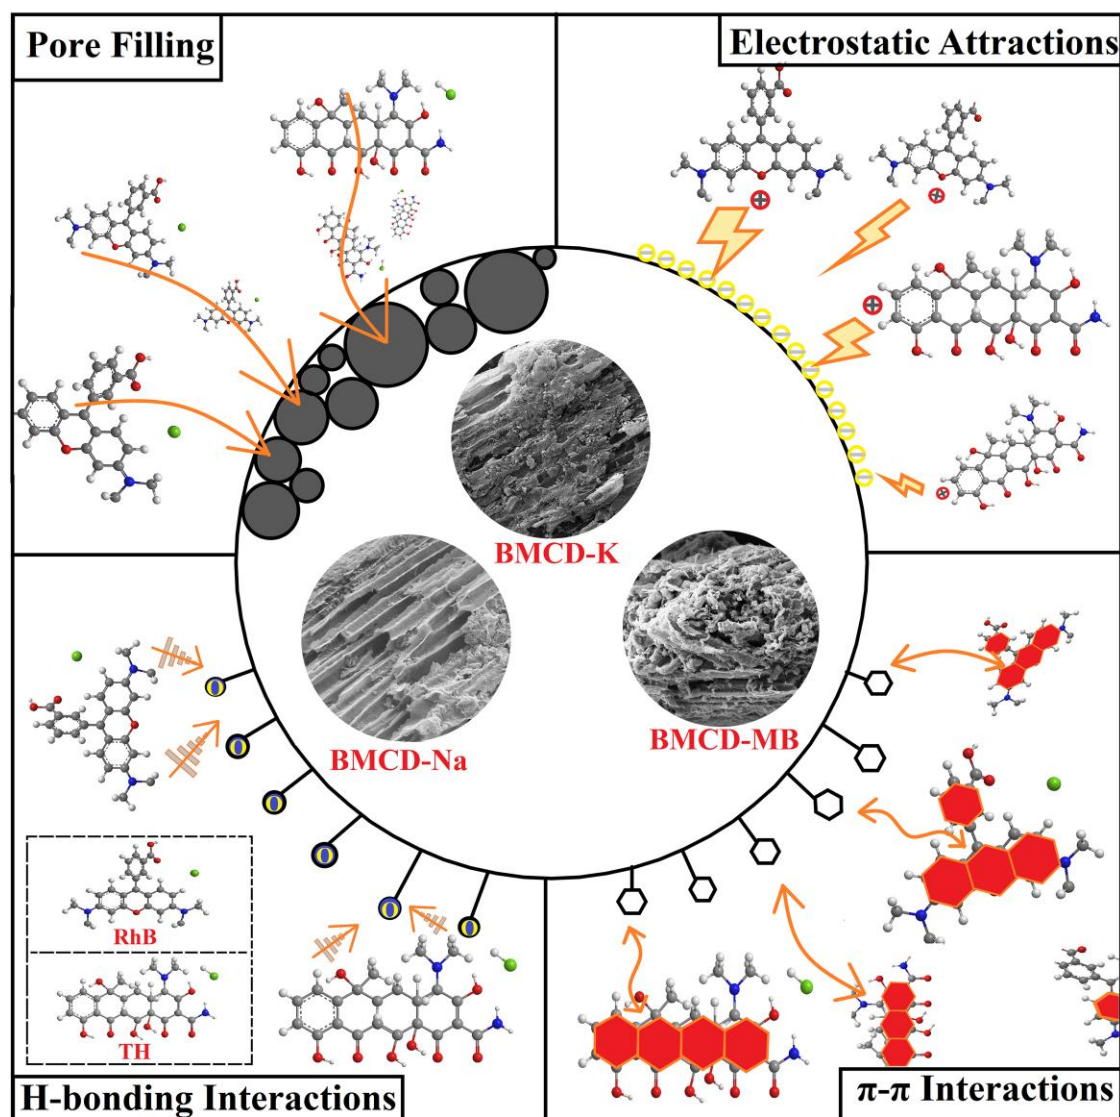 Pore Filling
Electrostatic Attractions
BMCD-K
BMCD-Na
BMCD-MB
RhB
TH
H-bonding Interactions
π-π Interactions